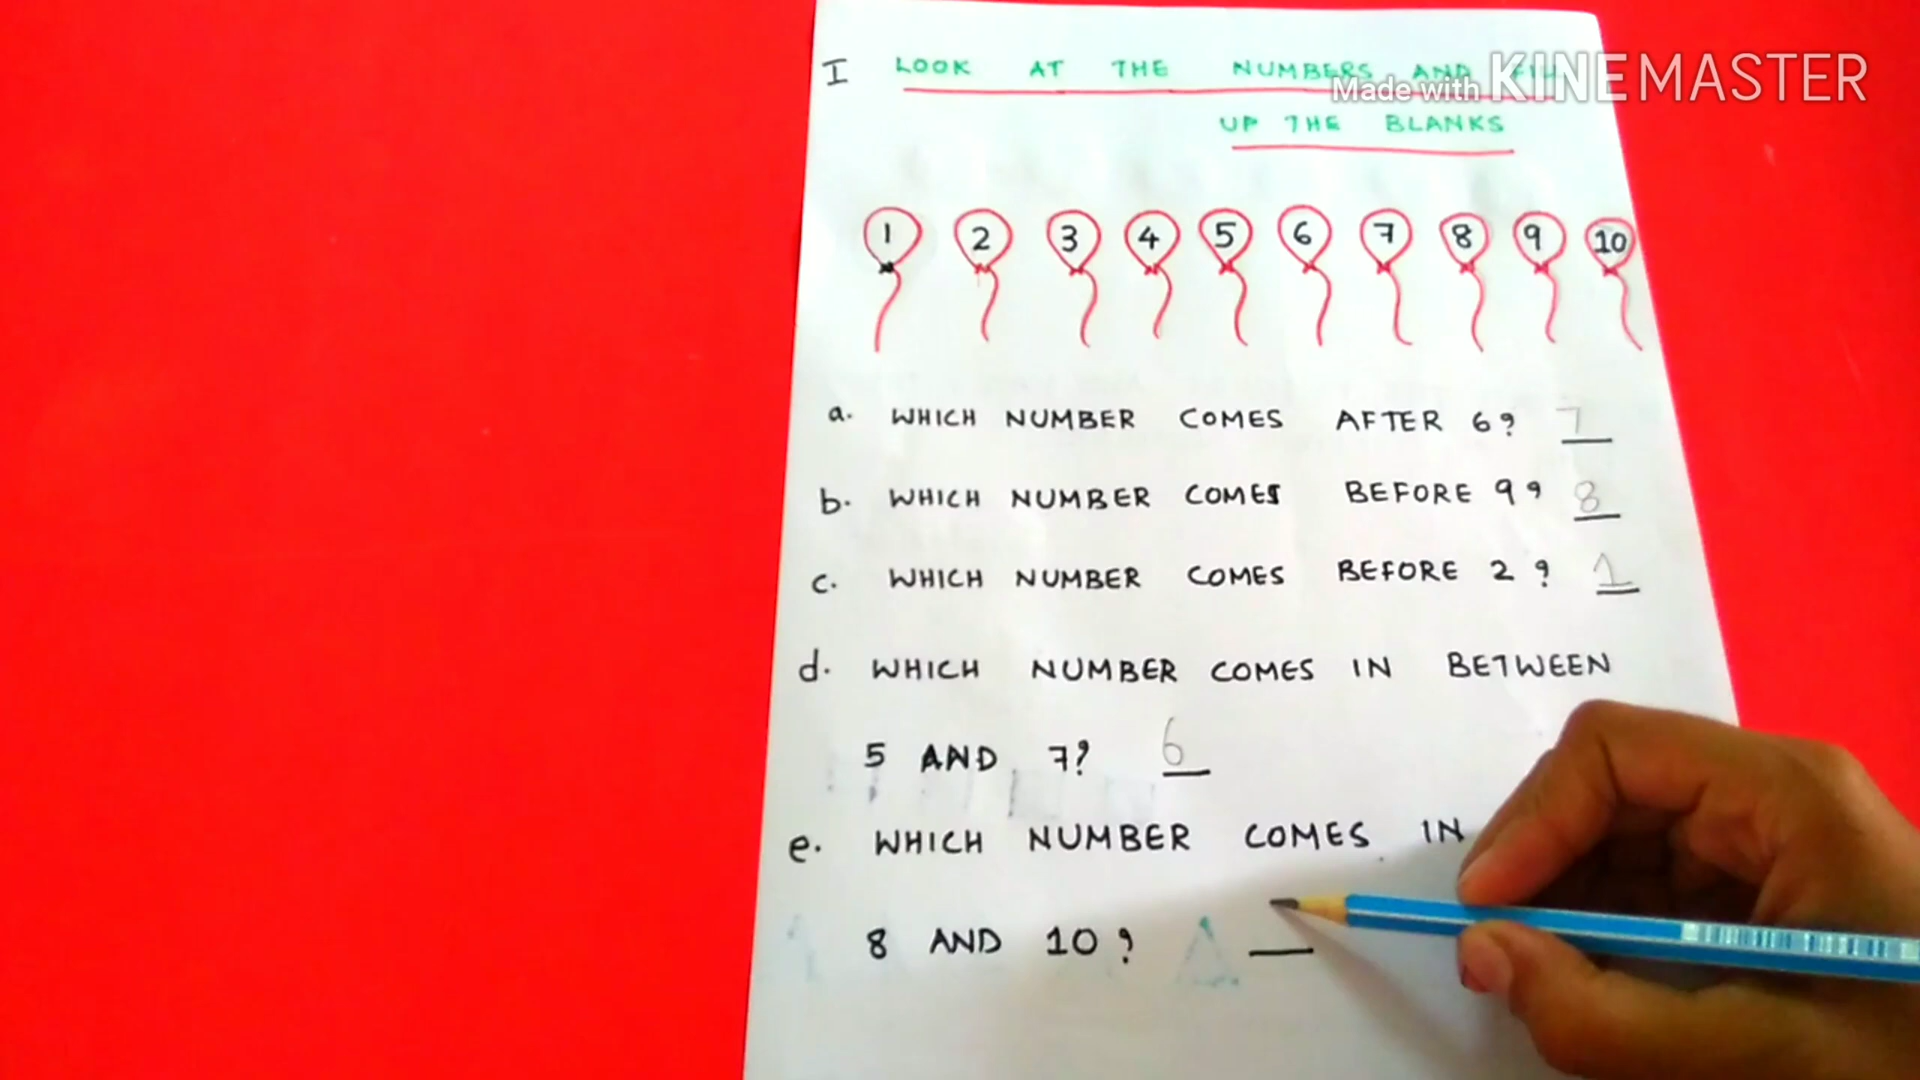 I LOOK AT THE NUMBERS AND
Made with KINEMASTER
UP THE BLANKS
1 2 3 4 5 6 7 8 9 10
a. WHICH NUMBER COMES AFTER 6? 7
b. WHICH NUMBER COMES BEFORE 9? 8
c. WHICH NUMBER COMES BEFORE 2? 1
d. WHICH NUMBER COMES IN BETWEEN
5 AND 7? 6
e. WHICH NUMBER COMES IN
8 AND 10?